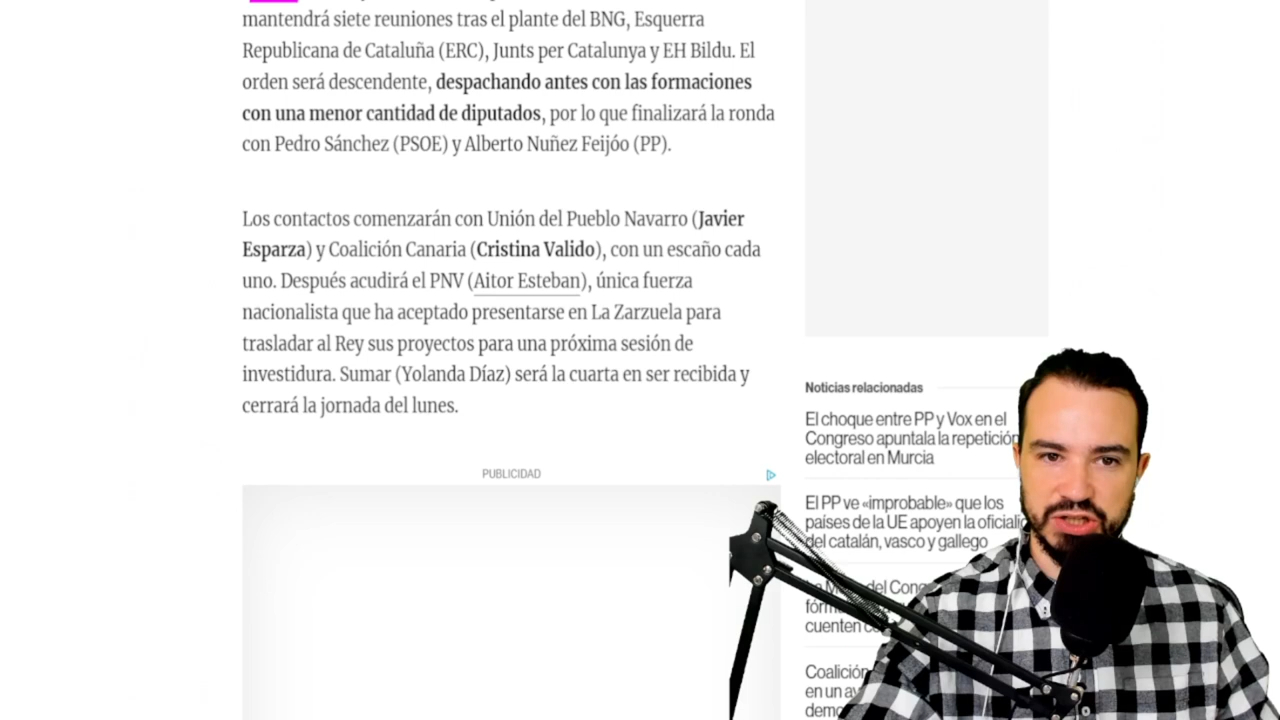 mantendrá siete reuniones tras el plante del BNG, Esquerra
Republicana de Cataluña (ERC), Junts per Catalunya y EH Bildu. El
orden será descendente, despachando antes con las formaciones
con una menor cantidad de diputados, por lo que finalizará la ronda
con Pedro Sánchez (PSOE) y Alberto Nuñez Feijóo (PP).
Los contactos comenzarán con Unión del Pueblo Navarro (Javier
Esparza) y Coalición Canaria (Cristina Valido), con un escaño cada
uno. Después acudirá el PNV (Aitor Esteban), única fuerza
nacionalista que ha aceptado presentarse en La Zarzuela para
trasladar al Rey sus proyectos para una próxima sesión de
investidura. Sumar (Yolanda Díaz) será la cuarta en ser recibida y
cerrará la jornada del lunes.
PUBLICIDAD
Noticias relacionadas
El choque entre PP y Vox en el
Congreso apuntala la repetición
electoral en Murcia
El PP ve «improbable» que los
países de la UE apoyen la
del catalán, vasco y gallego
del
cuenten
Coalición
en un